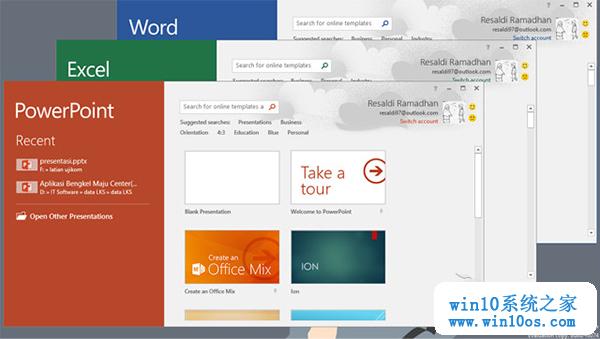 Word
Search for online templates
Resaldi Ramadhan
resaldi97@outlook.com
Switch account
Suggested searches: Business Personal Industry
Excel
Search for online templates
Resaldi Ramadhan
resaldi97@outlook.com
Switch account
PowerPoint
Search for online templates a
Resaldi Ramadhan
resaldi97@outlook.com
Switch account
Suggested searches: Presentations Business
Orientation 4:3 Education Blue Personal
Recent
presentasi.pptx
F: » latian ujikom
Aplikasi Bengkel Maju Center(...
D: » IT Software » data LKS » data LKS
Open Other Presentations
Take a
tour
Blank Presentation
Welcome to PowerPoint
Create an
Office Mix
ION
Create an Office Mix
Ion
win10系统之家
www.win10os.com